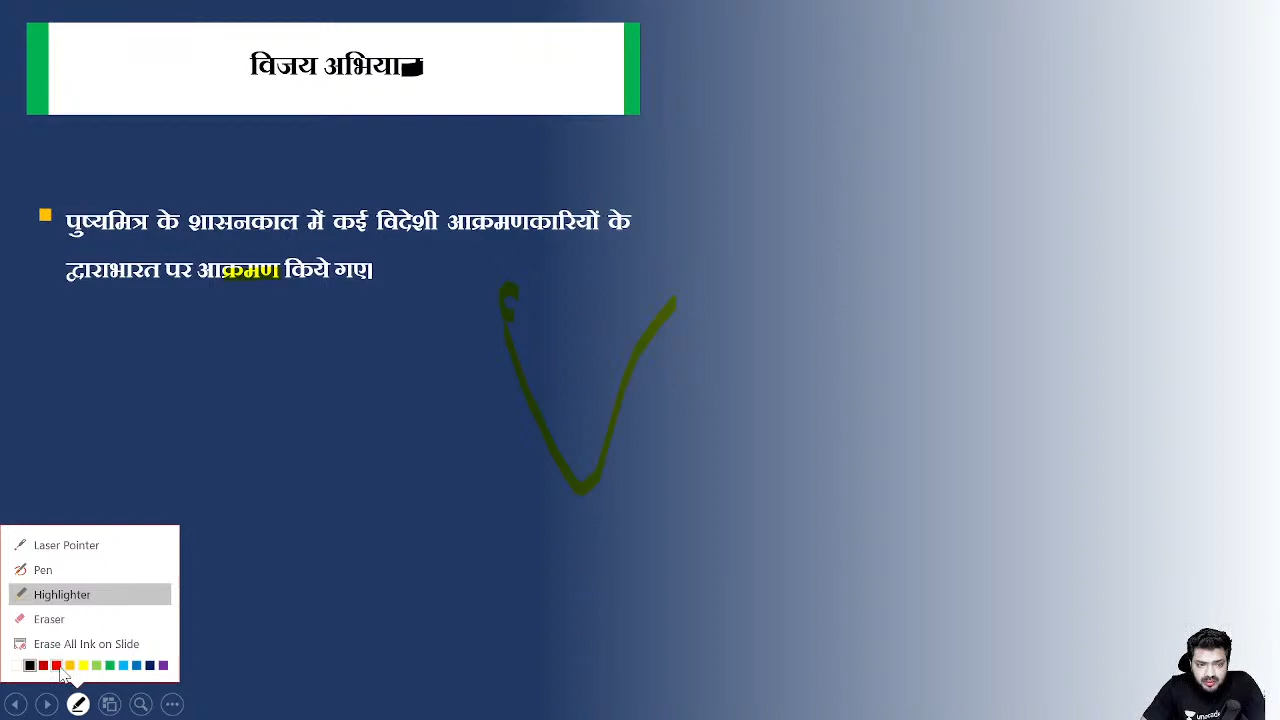 विजय अभिया
पुष्यमित्र के शासनकाल में कई विदेशी आक्रमणकारियों के
द्वाराभारत पर आक्रमण किये गए।
Laser Pointer
Pen
Highlighter
Eraser
Erase All Ink on Slide